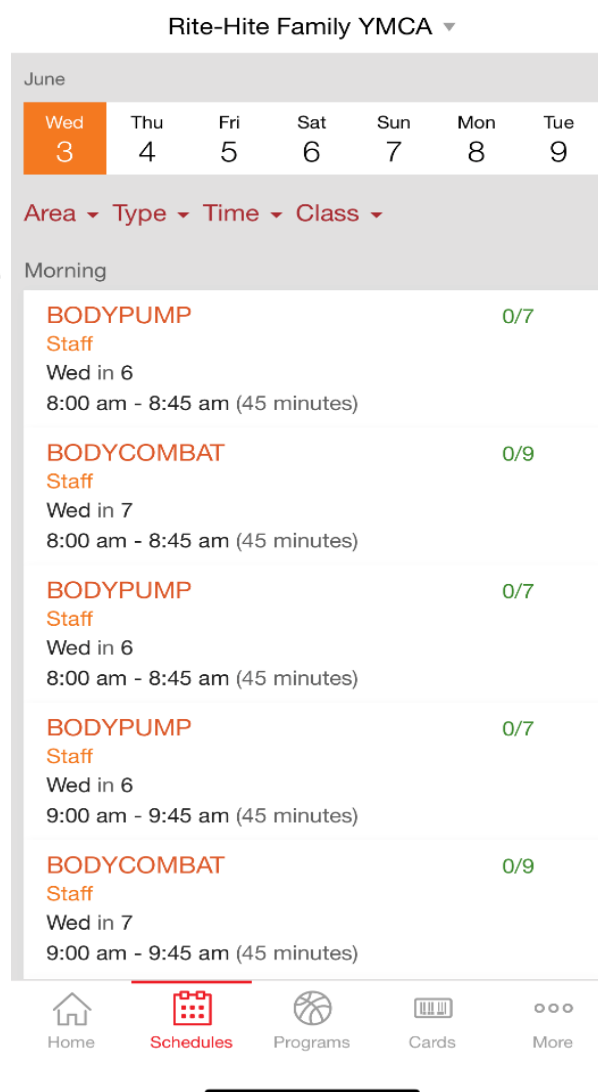 Rite-Hite Family YMCA
June
Wed Thu Fri Sat Sun Mon Tue
3 4 5 6 7 8 9
Area Type Time Class
Morning
BODYPUMP 0/7
Staff
Wed in 6
8:00 am - 8:45 am (45 minutes)
BODYCOMBAT 0/9
Staff
Wed in 7
8:00 am - 8:45 am (45 minutes)
BODYPUMP 0/7
Staff
Wed in 6
8:00 am - 8:45 am (45 minutes)
BODYPUMP 0/7
Staff
Wed in 6
9:00 am - 9:45 am (45 minutes)
BODYCOMBAT 0/9
Staff
Wed in 7
9:00 am - 9:45 am (45 minutes)
Home Schedules Programs Cards More